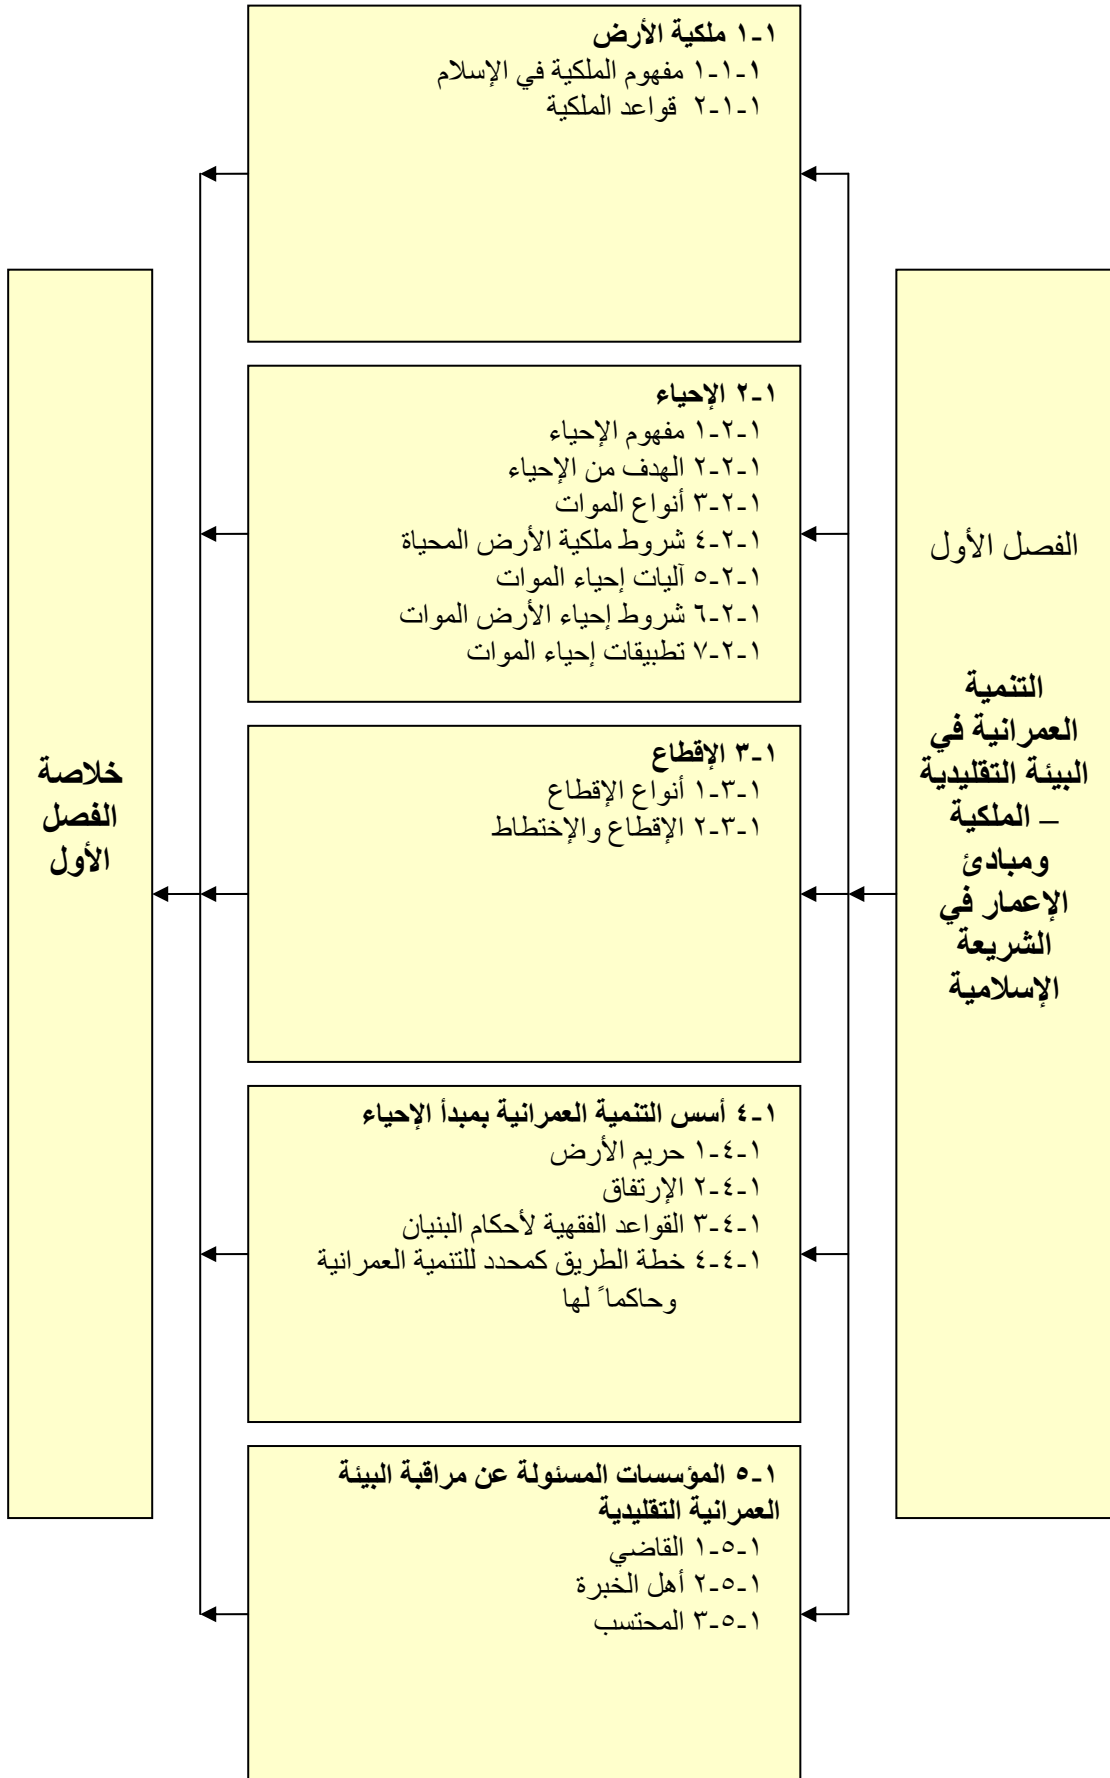 الفصل الأول
التنمية
العمرانية في
البيئة التقليدية
– الملكية
ومبادئ
الإعمار في
الشريعة
الإسلامية
١-١ ملكية الأرض
١-١-١ مفهوم الملكية في الإسلام
١-١-٢ قواعد الملكية
١-٢ الإحياء
١-٢-١ مفهوم الإحياء
١-٢-٢ الهدف من الإحياء
١-٢-٣ أنواع الموات
١-٢-٤ شروط ملكية الأرض المحياة
١-٢-٥ آليات إحياء الموات
١-٢-٦ شروط إحياء الأرض الموات
١-٢-٧ تطبيقات إحياء الموات
١-٣ الإقطاع
١-٣-١ أنواع الإقطاع
١-٣-٢ الإقطاع والإختطاط
١-٤ أسس التنمية العمرانية بمبدأ الإحياء
١-٤-١ حريم الأرض
١-٤-٢ الإرتفاق
١-٤-٣ القواعد الفقهية لأحكام البنيان
١-٤-٤ خطة الطريق كمحدد للتنمية العمرانية
وحاكماً لها
١-٥ المؤسسات المسئولة عن مراقبة البيئة
العمرانية التقليدية
١-٥-١ القاضي
١-٥-٢ أهل الخبرة
١-٥-٣ المحتسب
خلاصة
الفصل
الأول